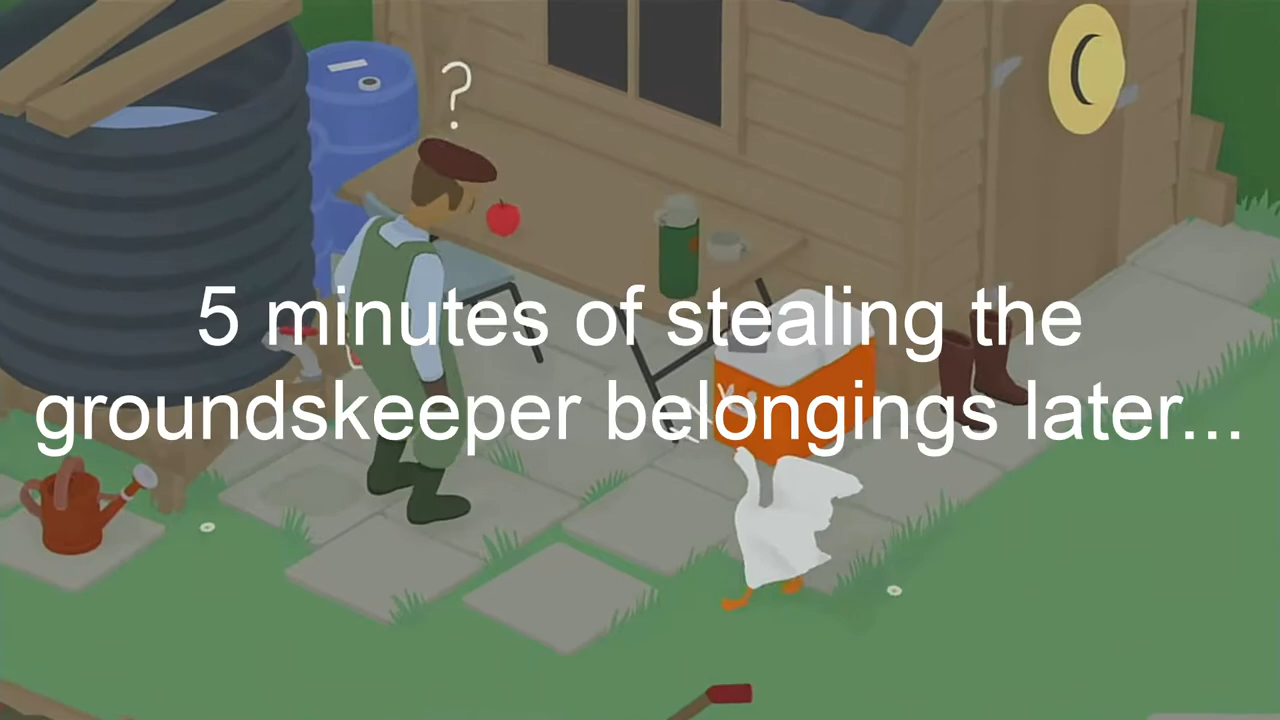 ?
5 minutes of stealing the
groundskeeper belongings later...